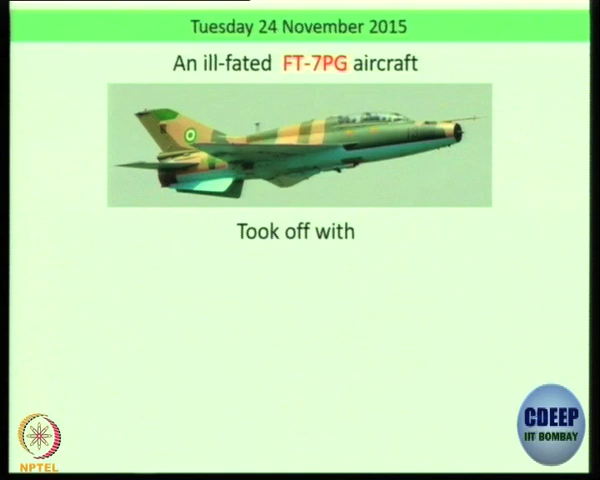 Tuesday 24 November 2015
An ill-fated FT-7PG aircraft
Took off with
CDEEP
IIT BOMBAY
NPTEL